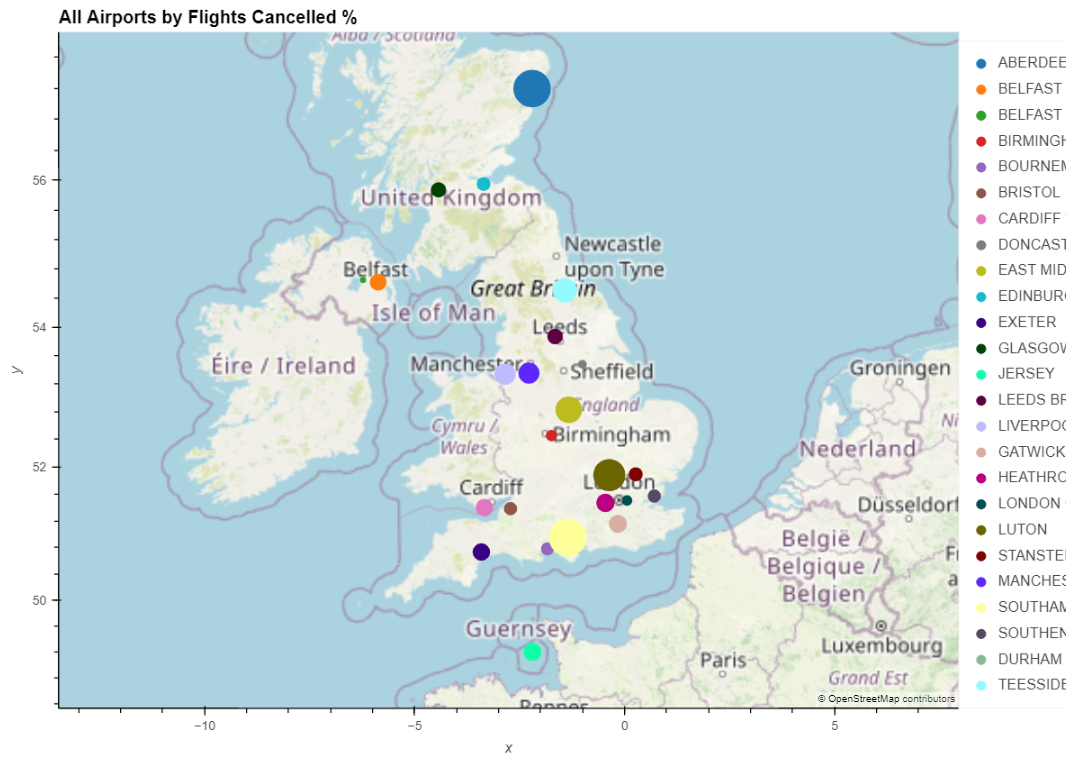 All Airports by Flights Cancelled %
Alba / Scotland
United Kingdom
Newcastle
upon Tyne
Belfast
Great Britain
Isle of Man
Leeds
Manchester
Sheffield
Éire / Ireland
England
Cymru /
Wales
Birmingham
Cardiff
London
Guernsey
Groningen
Ni
Nederland
Düsseldorf
België /
Belgique /
Belgien
Fr
a
Luxembourg
Paris
Grand Est
Rennes
© OpenStreetMap contributors
56
54
52
50
y
−10
−5
0
5
x
ABERDEE
BELFAST
BELFAST
BIRMINGH
BOURNEM
BRISTOL
CARDIFF
DONCAST
EAST MID
EDINBURG
EXETER
GLASGOW
JERSEY
LEEDS BR
LIVERPOO
GATWICK
HEATHRO
LONDON
LUTON
STANSTE
MANCHES
SOUTHAM
SOUTHEN
DURHAM
TEESSIDE